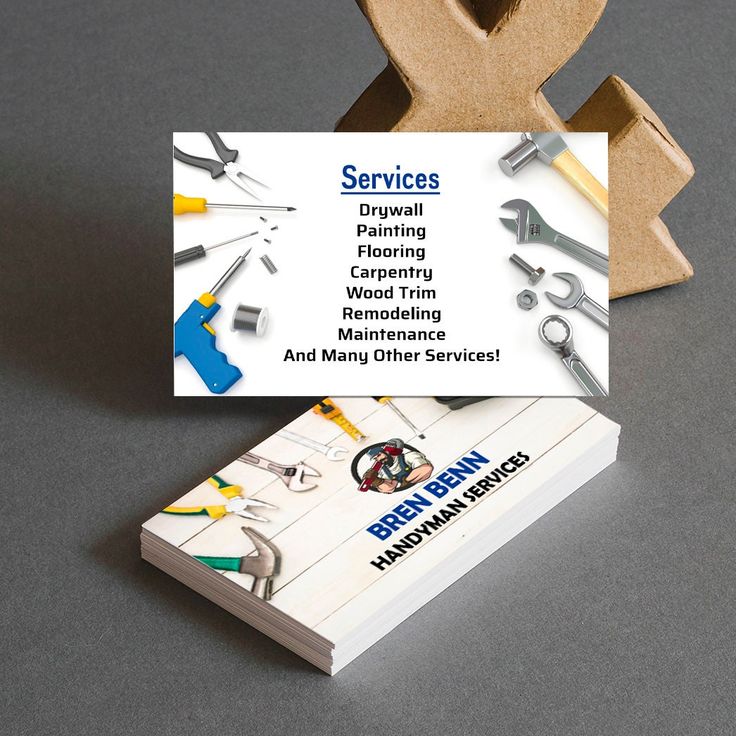 Services
Drywall
Painting
Flooring
Carpentry
Wood Trim
Remodeling
Maintenance
And Many Other Services!
BREN BENN
HANDYMAN SERVICES